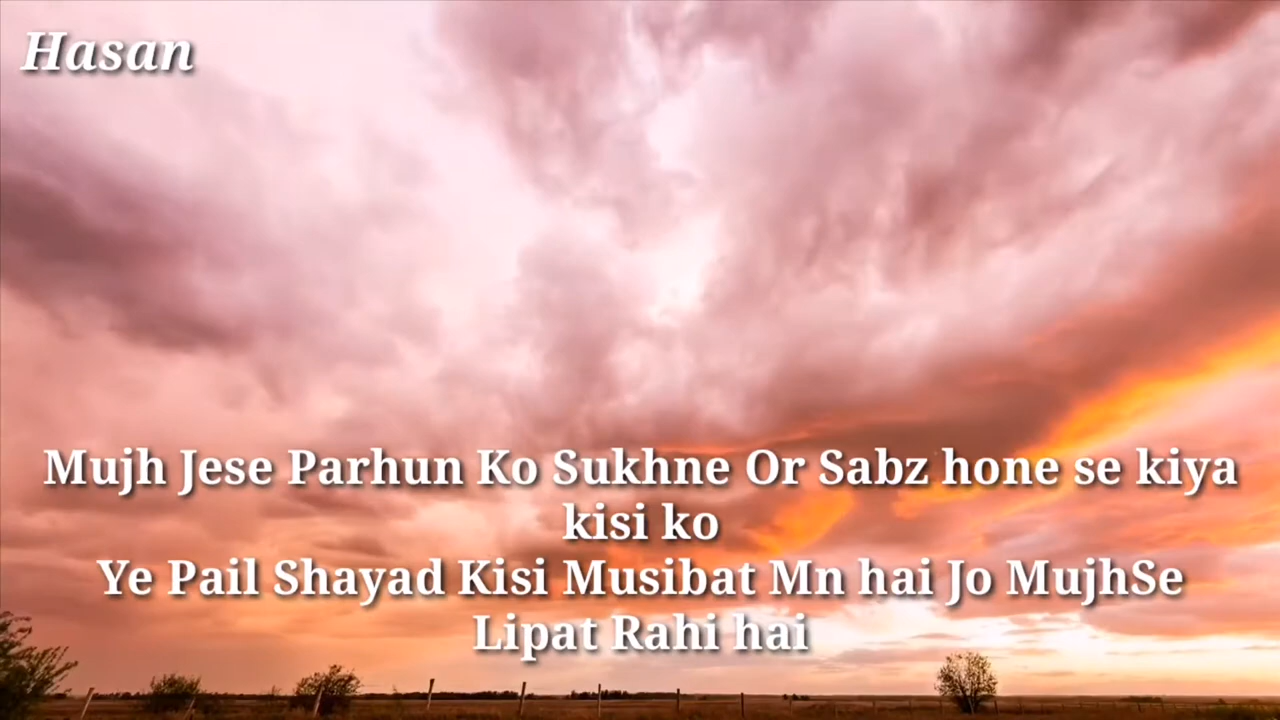 Hasan
Mujh Jese Parhun Ko Sukhne Or Sabz hone se kiya
kisi ko
Ye Pail Shayad Kisi Musibat Mn hai Jo MujhSe
Lipat Rahi hai